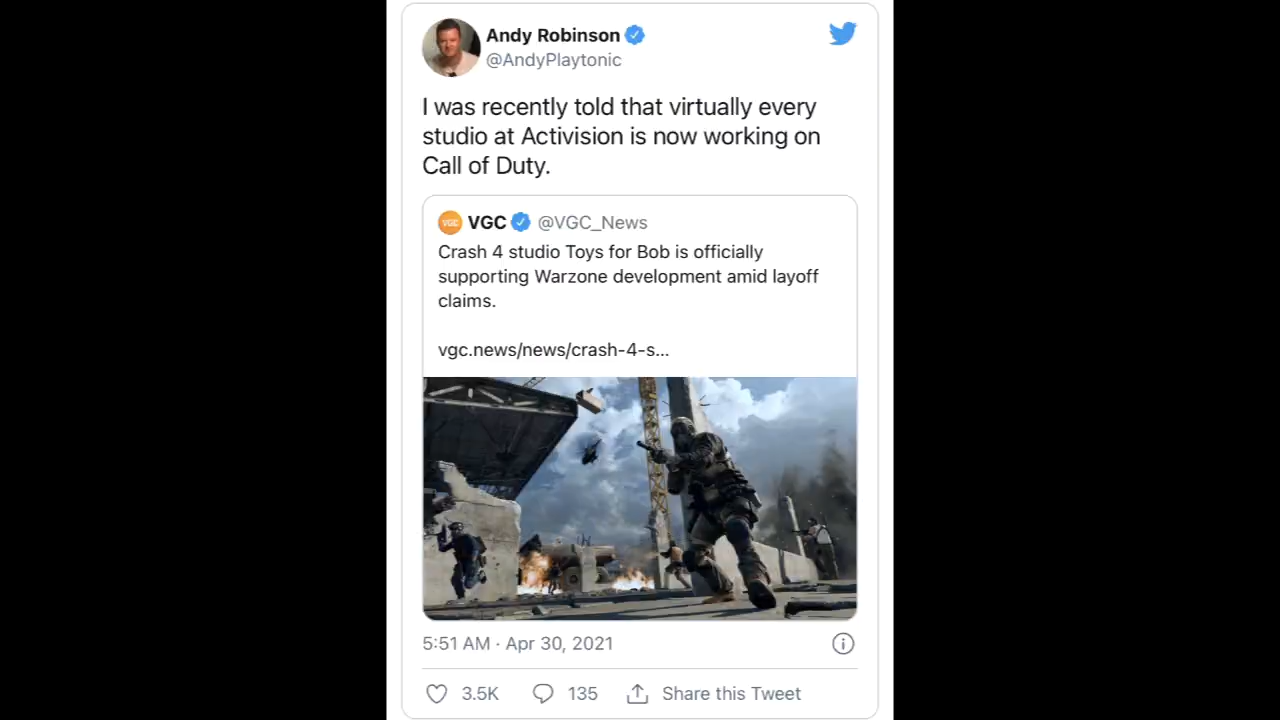 Andy Robinson
@AndyPlaytonic
I was recently told that virtually every
studio at Activision is now working on
Call of Duty.
VGC VGC @VGC_News
Crash 4 studio Toys for Bob is officially
supporting Warzone development amid layoff
claims.
vgc.news/news/crash-4-s...
5:51 AM · Apr 30, 2021
3.5K 135 Share this Tweet